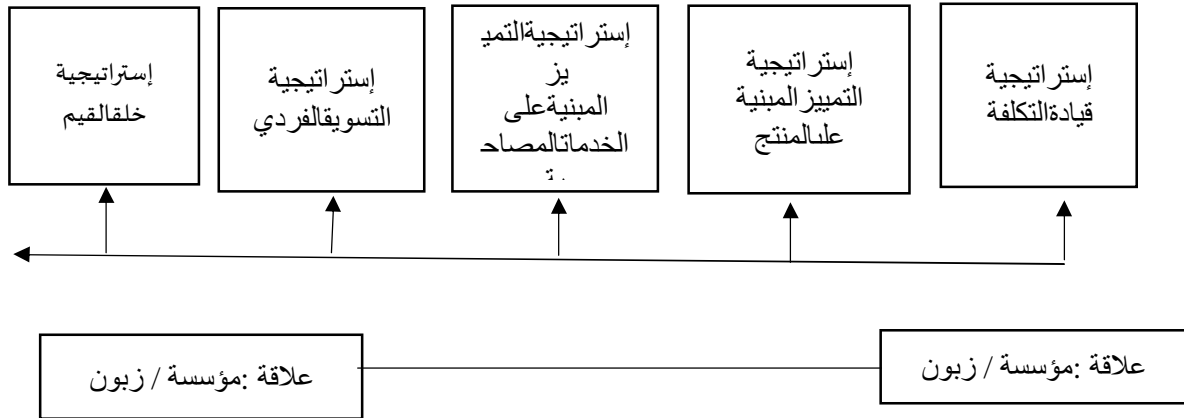 إستراتيجية
قيادةالتكلفة
إستراتيجية
التمييزالمبنية
علىالمنتج
إستراتيجيةالتمي
يز
المبنيةعلى
الخدماتالمصاح
إستراتيجية
التسويقالفردي
إستراتيجية
خلقالقيم
علاقة :مؤسسة / زبون
علاقة :مؤسسة / زبون